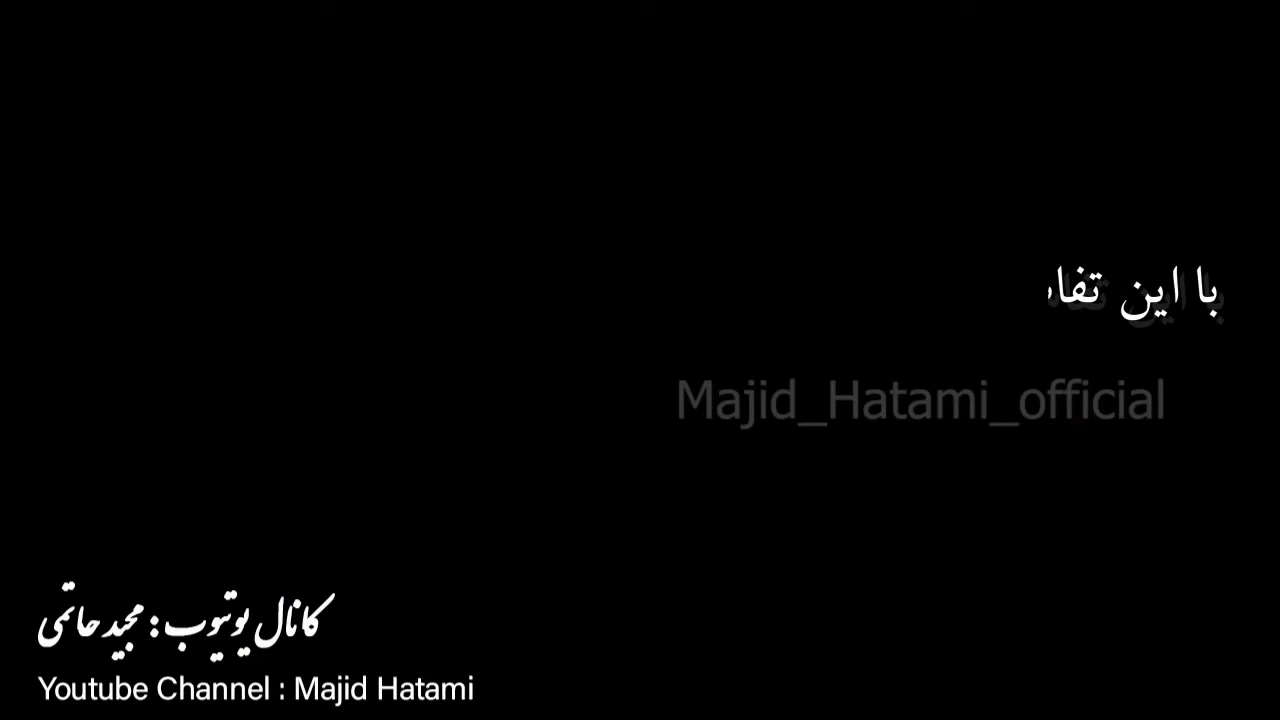 با این
Majid_Hatami_official
کانال یوتیوب : مجید حاتمی
Youtube Channel : Majid Hatami